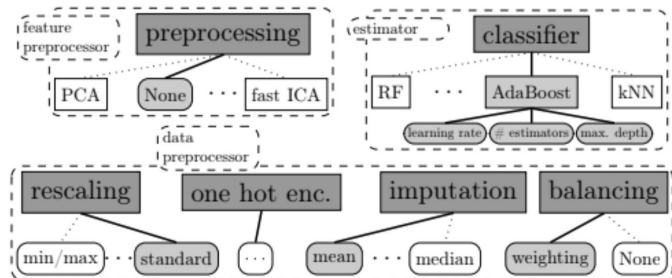 feature
preprocessor
preprocessing
PCA
None
...
fast ICA
estimator
classifier
RF
...
AdaBoost
kNN
learning rate
# estimators
max. depth
data
preprocessor
rescaling
one hot enc.
imputation
balancing
min/max
...
standard
...
mean
...
median
weighting
None